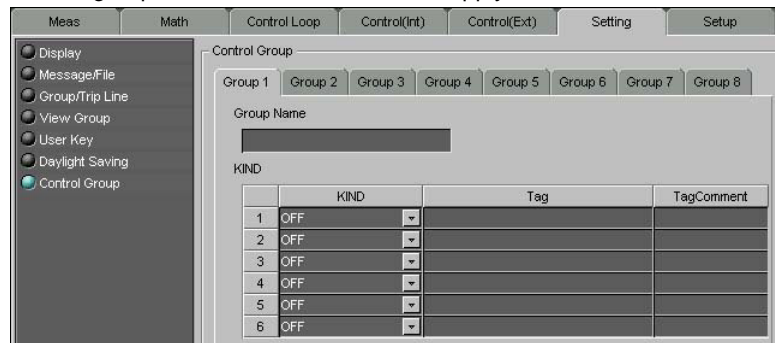 Meas Math Control Loop Control(Int) Control(Ext) Setting Setup
Display
Message/File
Group/Trip Line
View Group
User Key
Daylight Saving
Control Group
Control Group
Group 1 Group 2 Group 3 Group 4 Group 5 Group 6 Group 7 Group 8
Group Name
KIND
KIND Tag TagComment
1 OFF
2 OFF
3 OFF
4 OFF
5 OFF
6 OFF